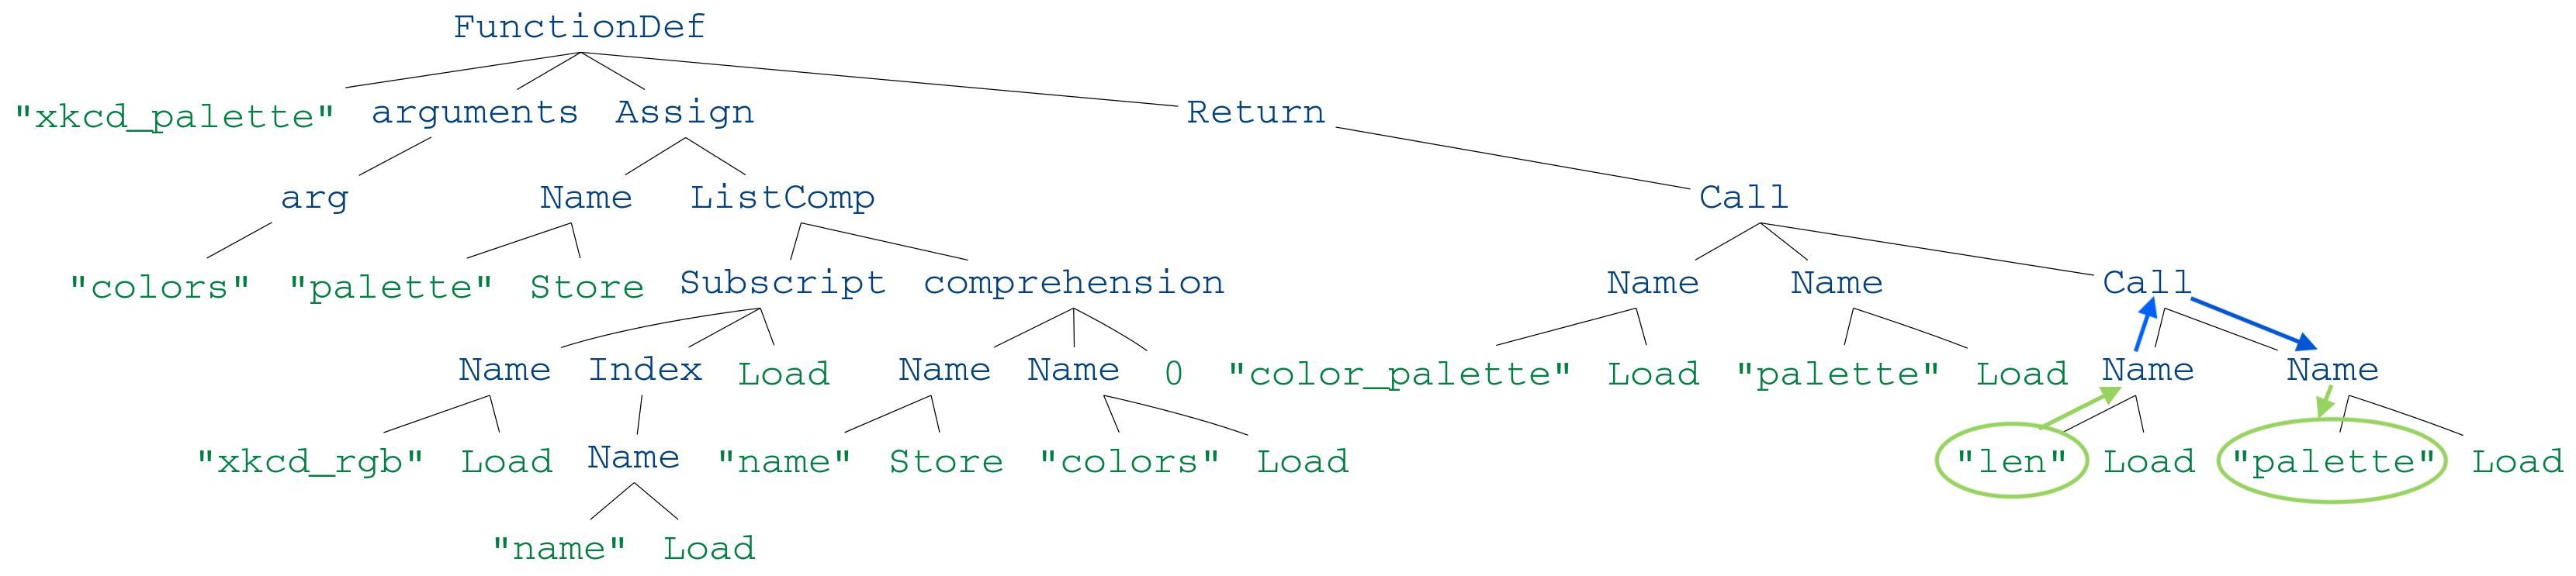 FunctionDef
"xkcd_palette" arguments Assign Return
arg Name ListComp Call
"colors" "palette" Store Subscript comprehension Name Name Call
Name Index Load Name Name 0 "color_palette" Load "palette" Load Name Name
"xkcd_rgb" Load Name "name" Store "colors" Load "len" Load "palette" Load
"name" Load